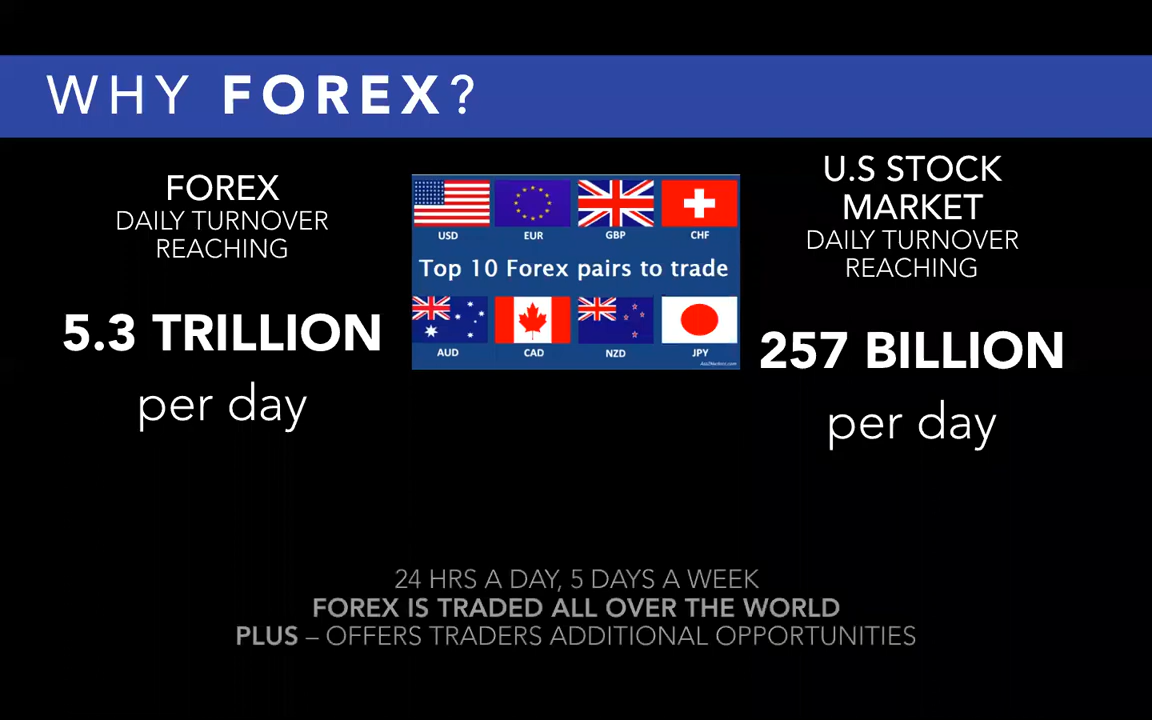 WHY FOREX?
FOREX
DAILY TURNOVER
REACHING
5.3 TRILLION
per day
USD EUR GBP CHF
Top 10 Forex pairs to trade
AUD CAD NZD JPY
U.S STOCK
MARKET
DAILY TURNOVER
REACHING
257 BILLION
per day
24 HRS A DAY, 5 DAYS A WEEK
FOREX IS TRADED ALL OVER THE WORLD
PLUS – OFFERS TRADERS ADDITIONAL OPPORTUNITIES